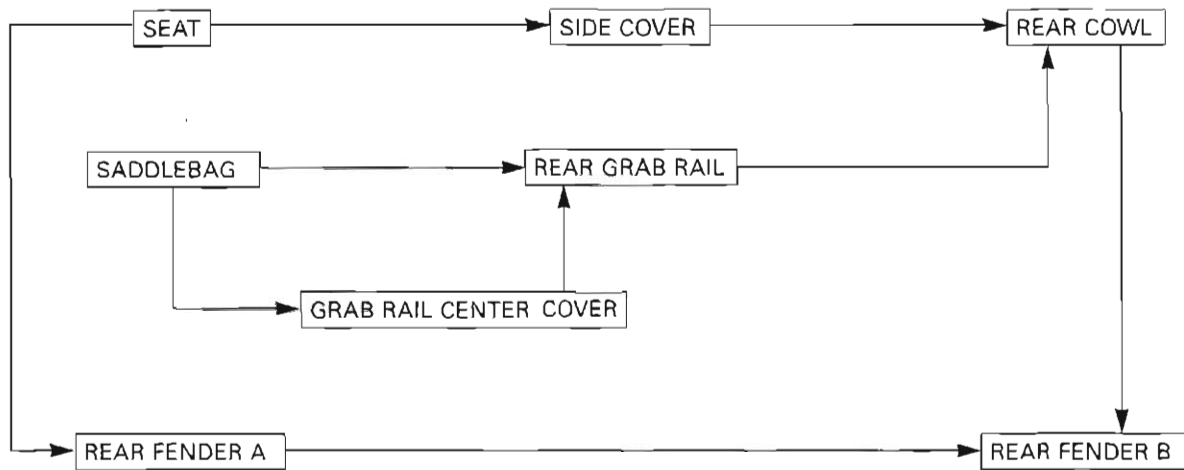 SEAT
SIDE COVER
REAR COWL
SADDLEBAG
REAR GRAB RAIL
GRAB RAIL CENTER COVER
REAR FENDER A
REAR FENDER B